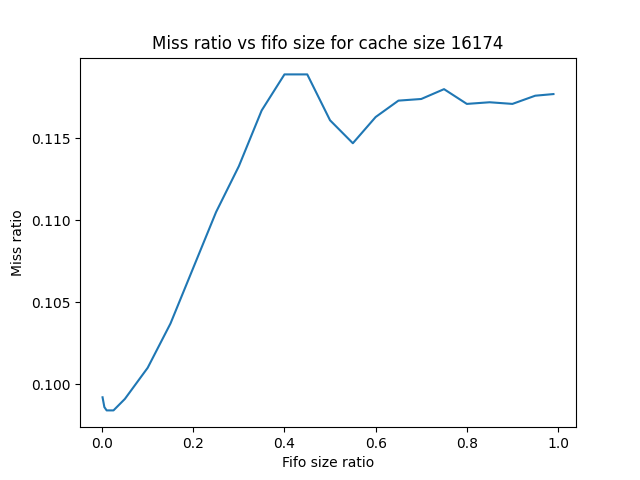 Miss ratio vs fifo size for cache size 16174
Miss ratio
0.115
0.110
0.105
0.100
0.0 0.2 0.4 0.6 0.8 1.0
Fifo size ratio